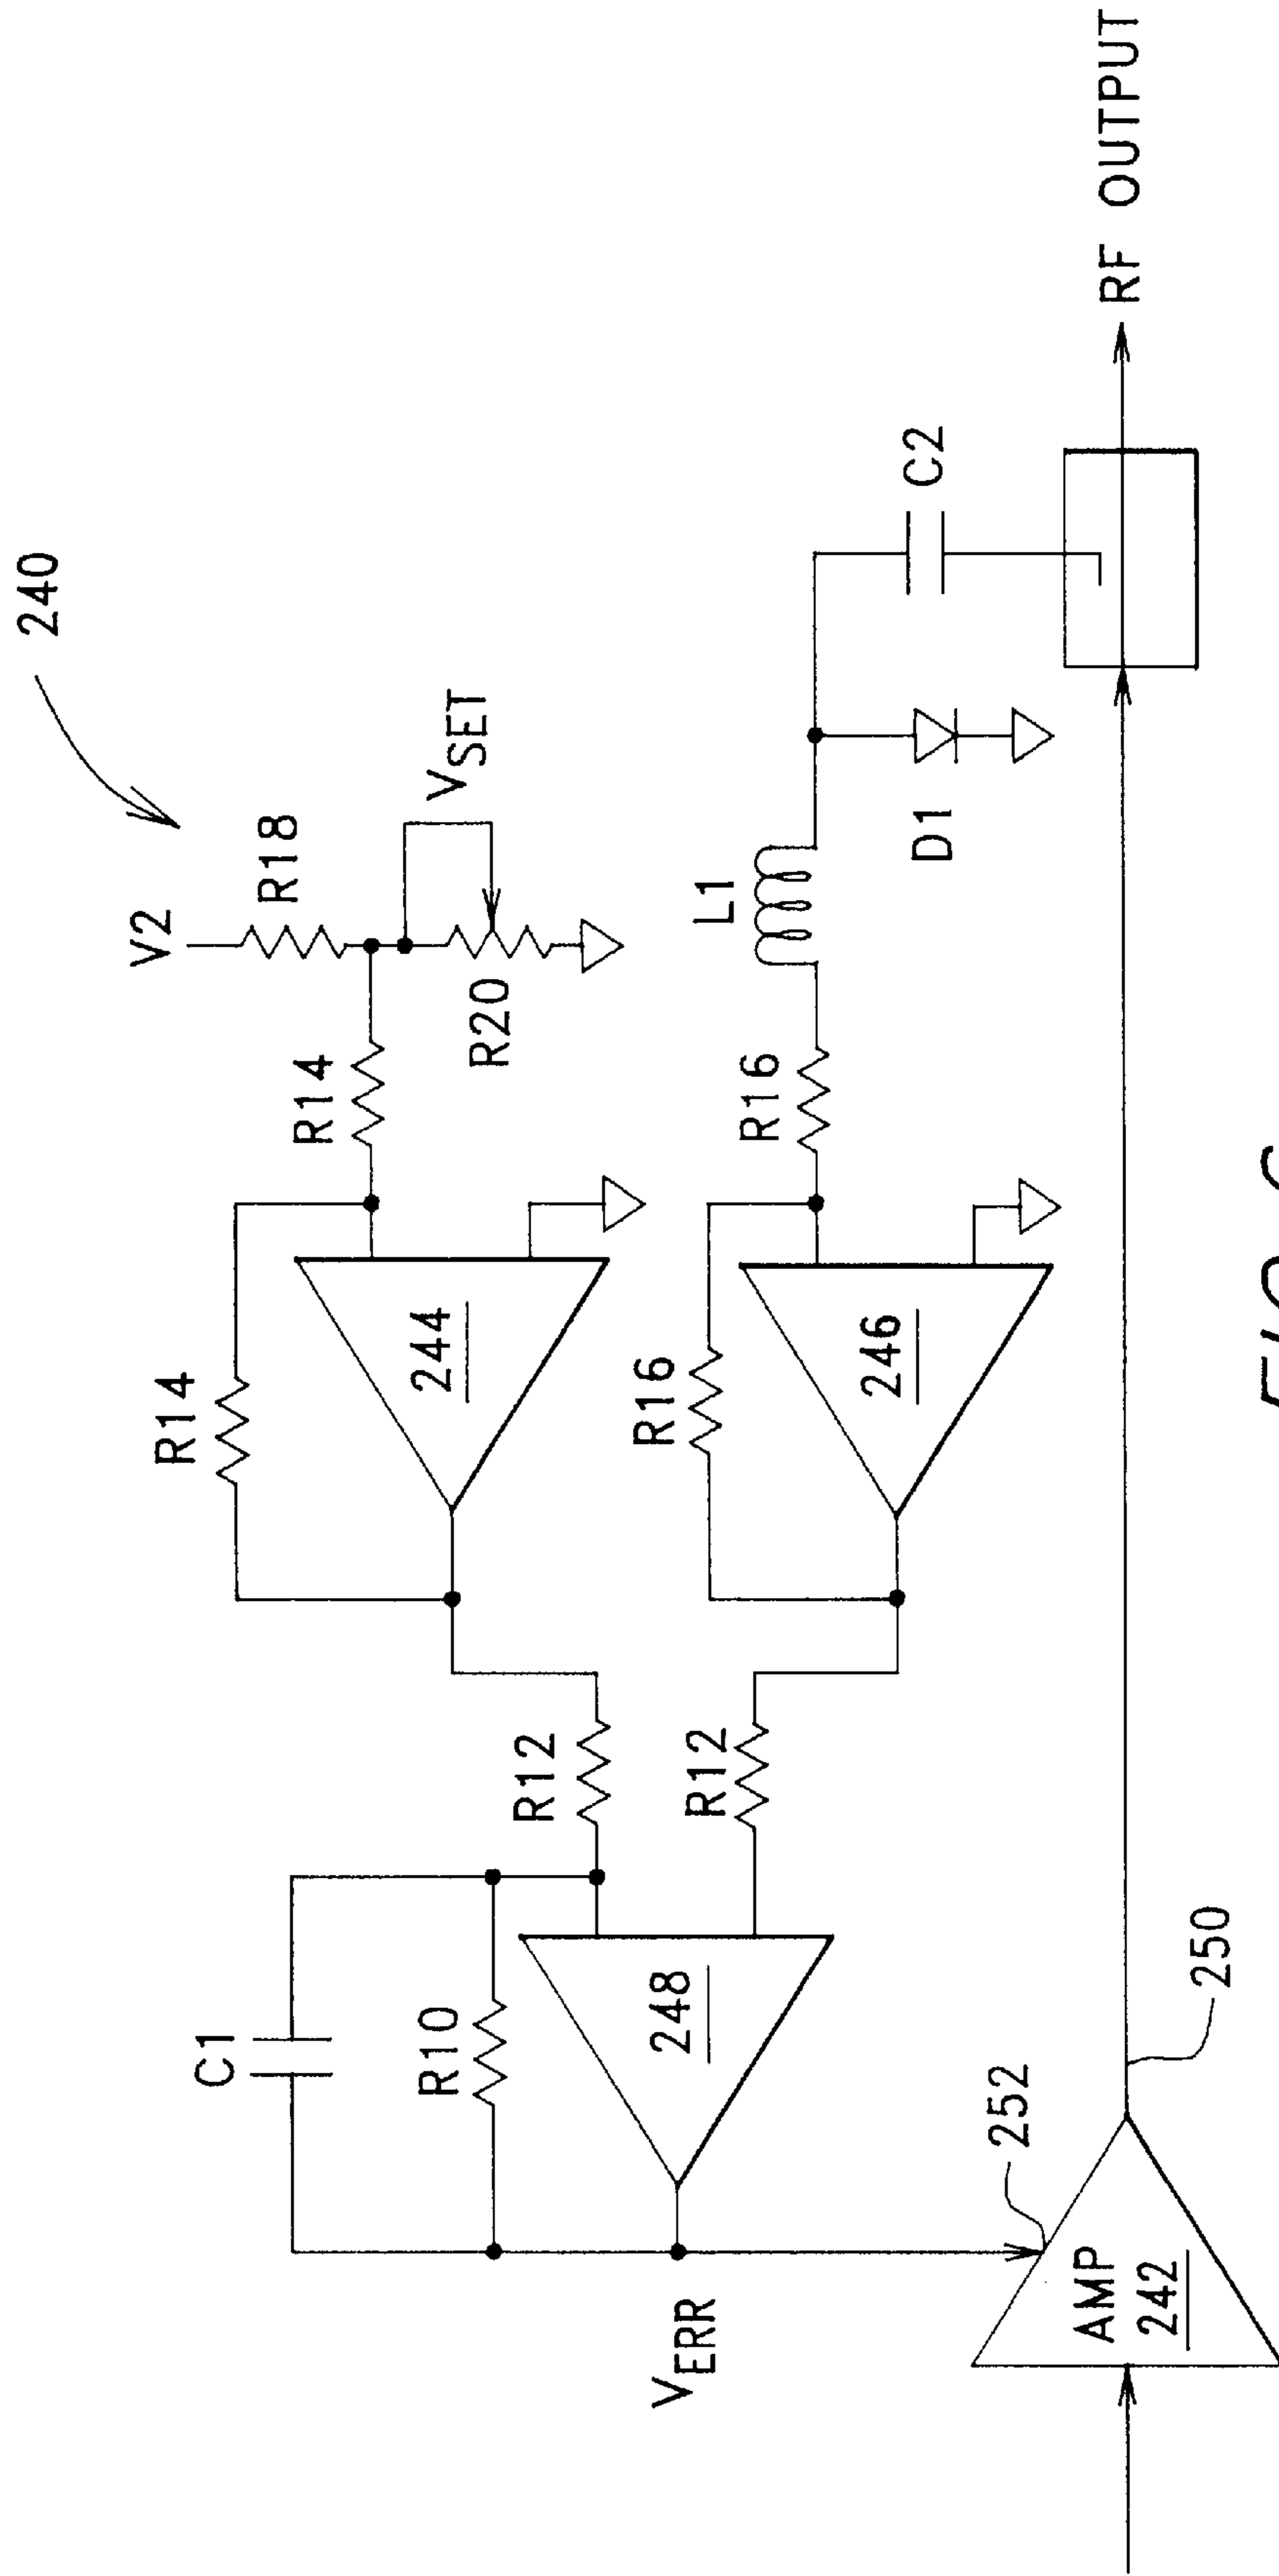 240
V2
R18
VSET
R14
R14
R20
244
L1
C2
R16
R16
D1
246
RF OUTPUT
R12
R12
C1
R10
248
VERR
252
250
AMP
242